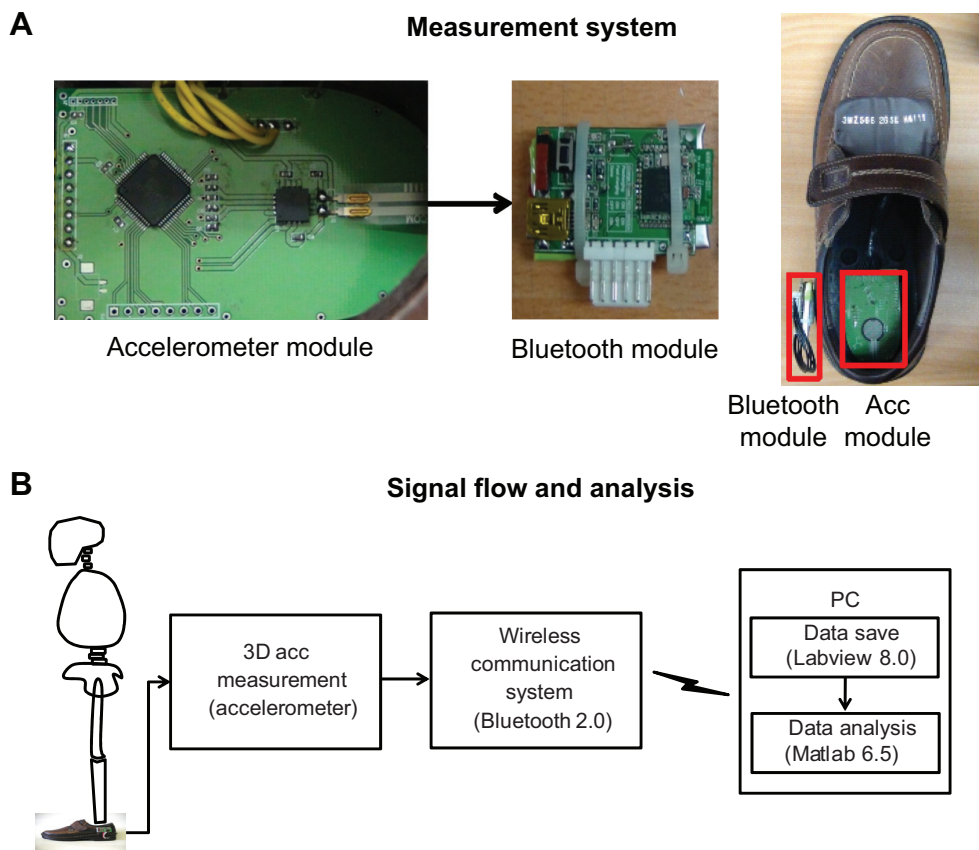 A
Measurement system
Accelerometer module
Bluetooth module
Bluetooth
module
Acc
module
B
Signal flow and analysis
3D acc
measurement
(accelerometer)
Wireless
communication
system
(Bluetooth 2.0)
PC
Data save
(Labview 8.0)
Data analysis
(Matlab 6.5)